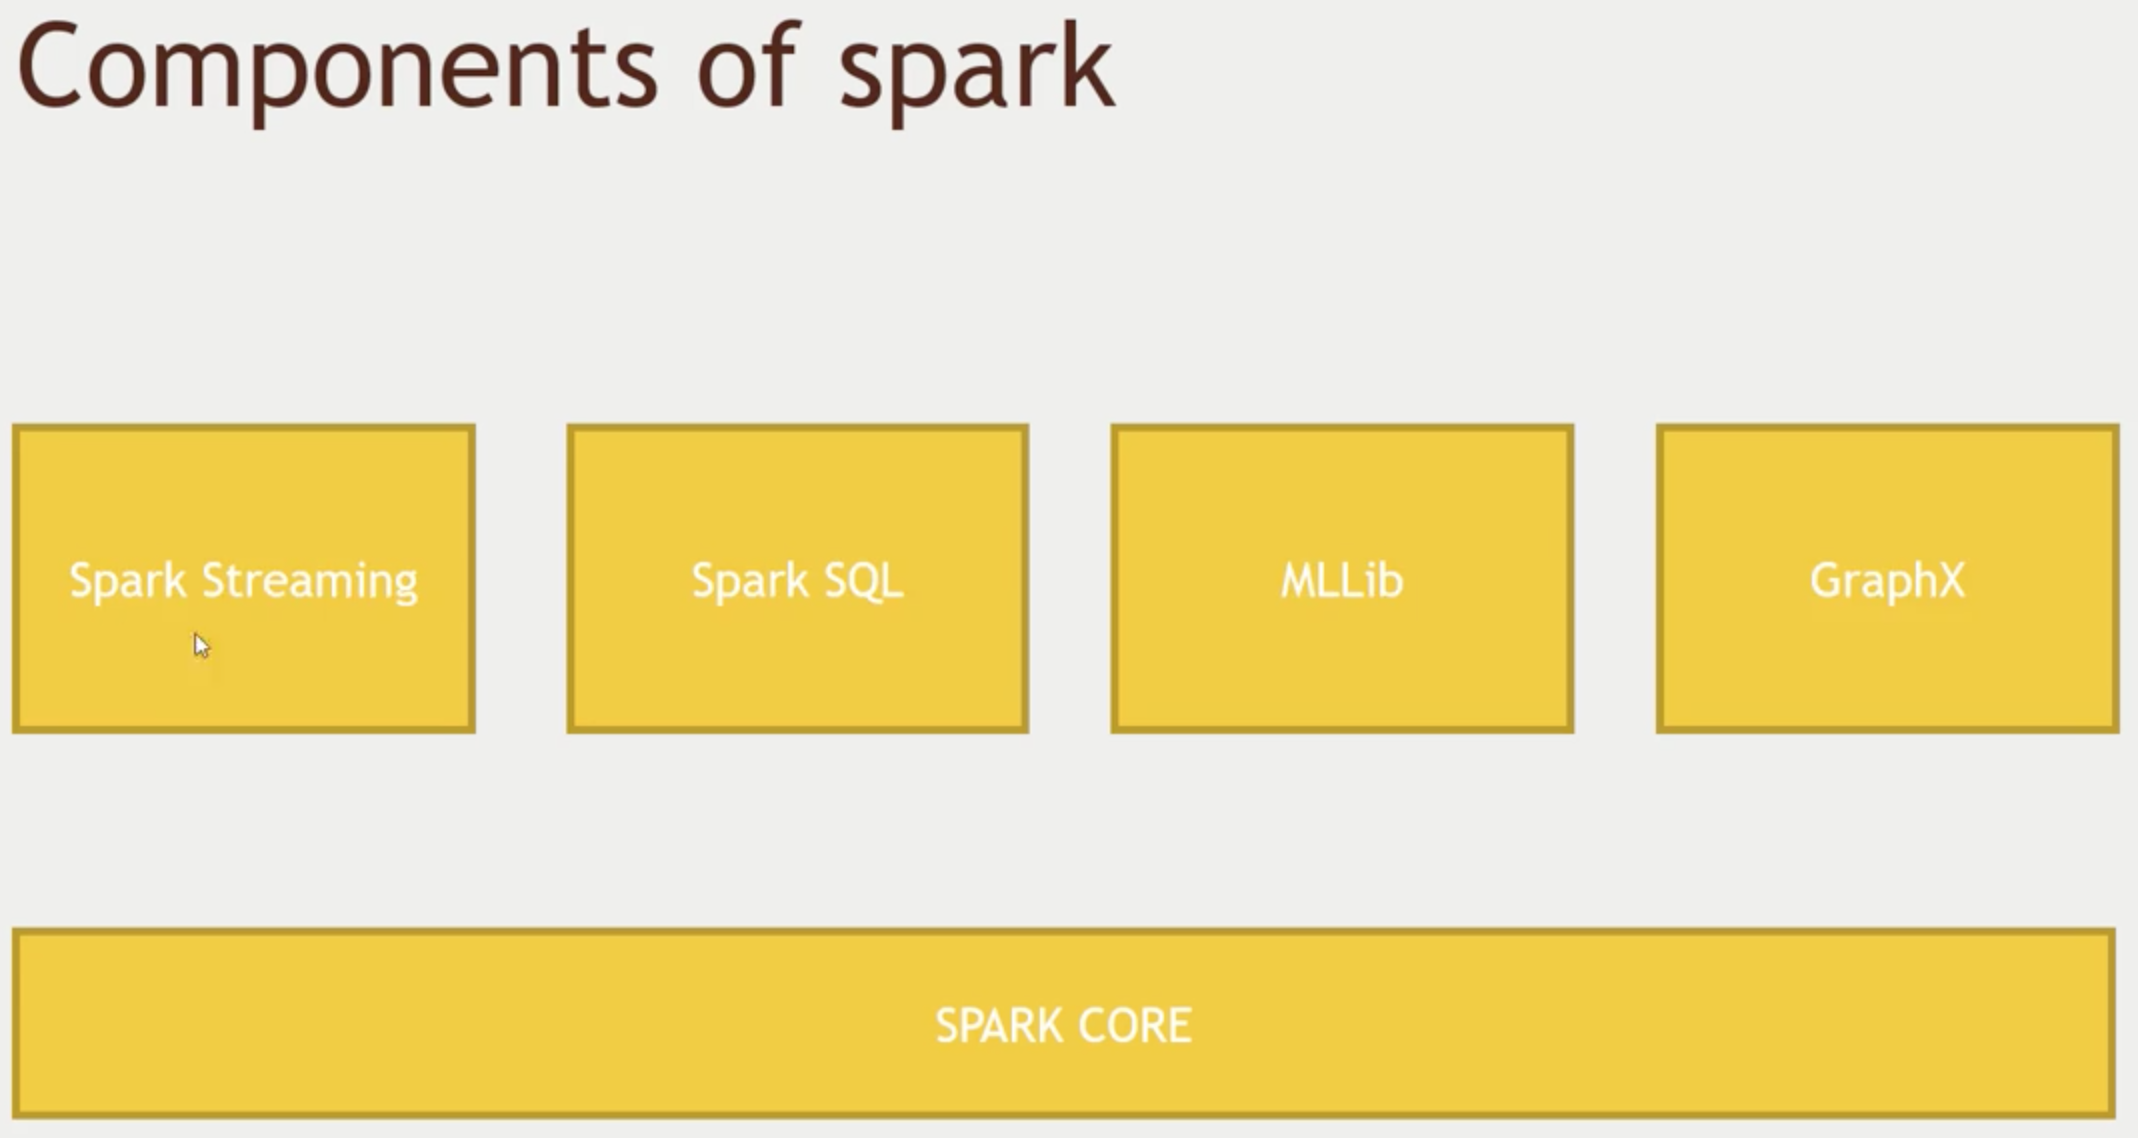 Components of spark
Spark Streaming
Spark SQL
MLLib
GraphX
SPARK CORE